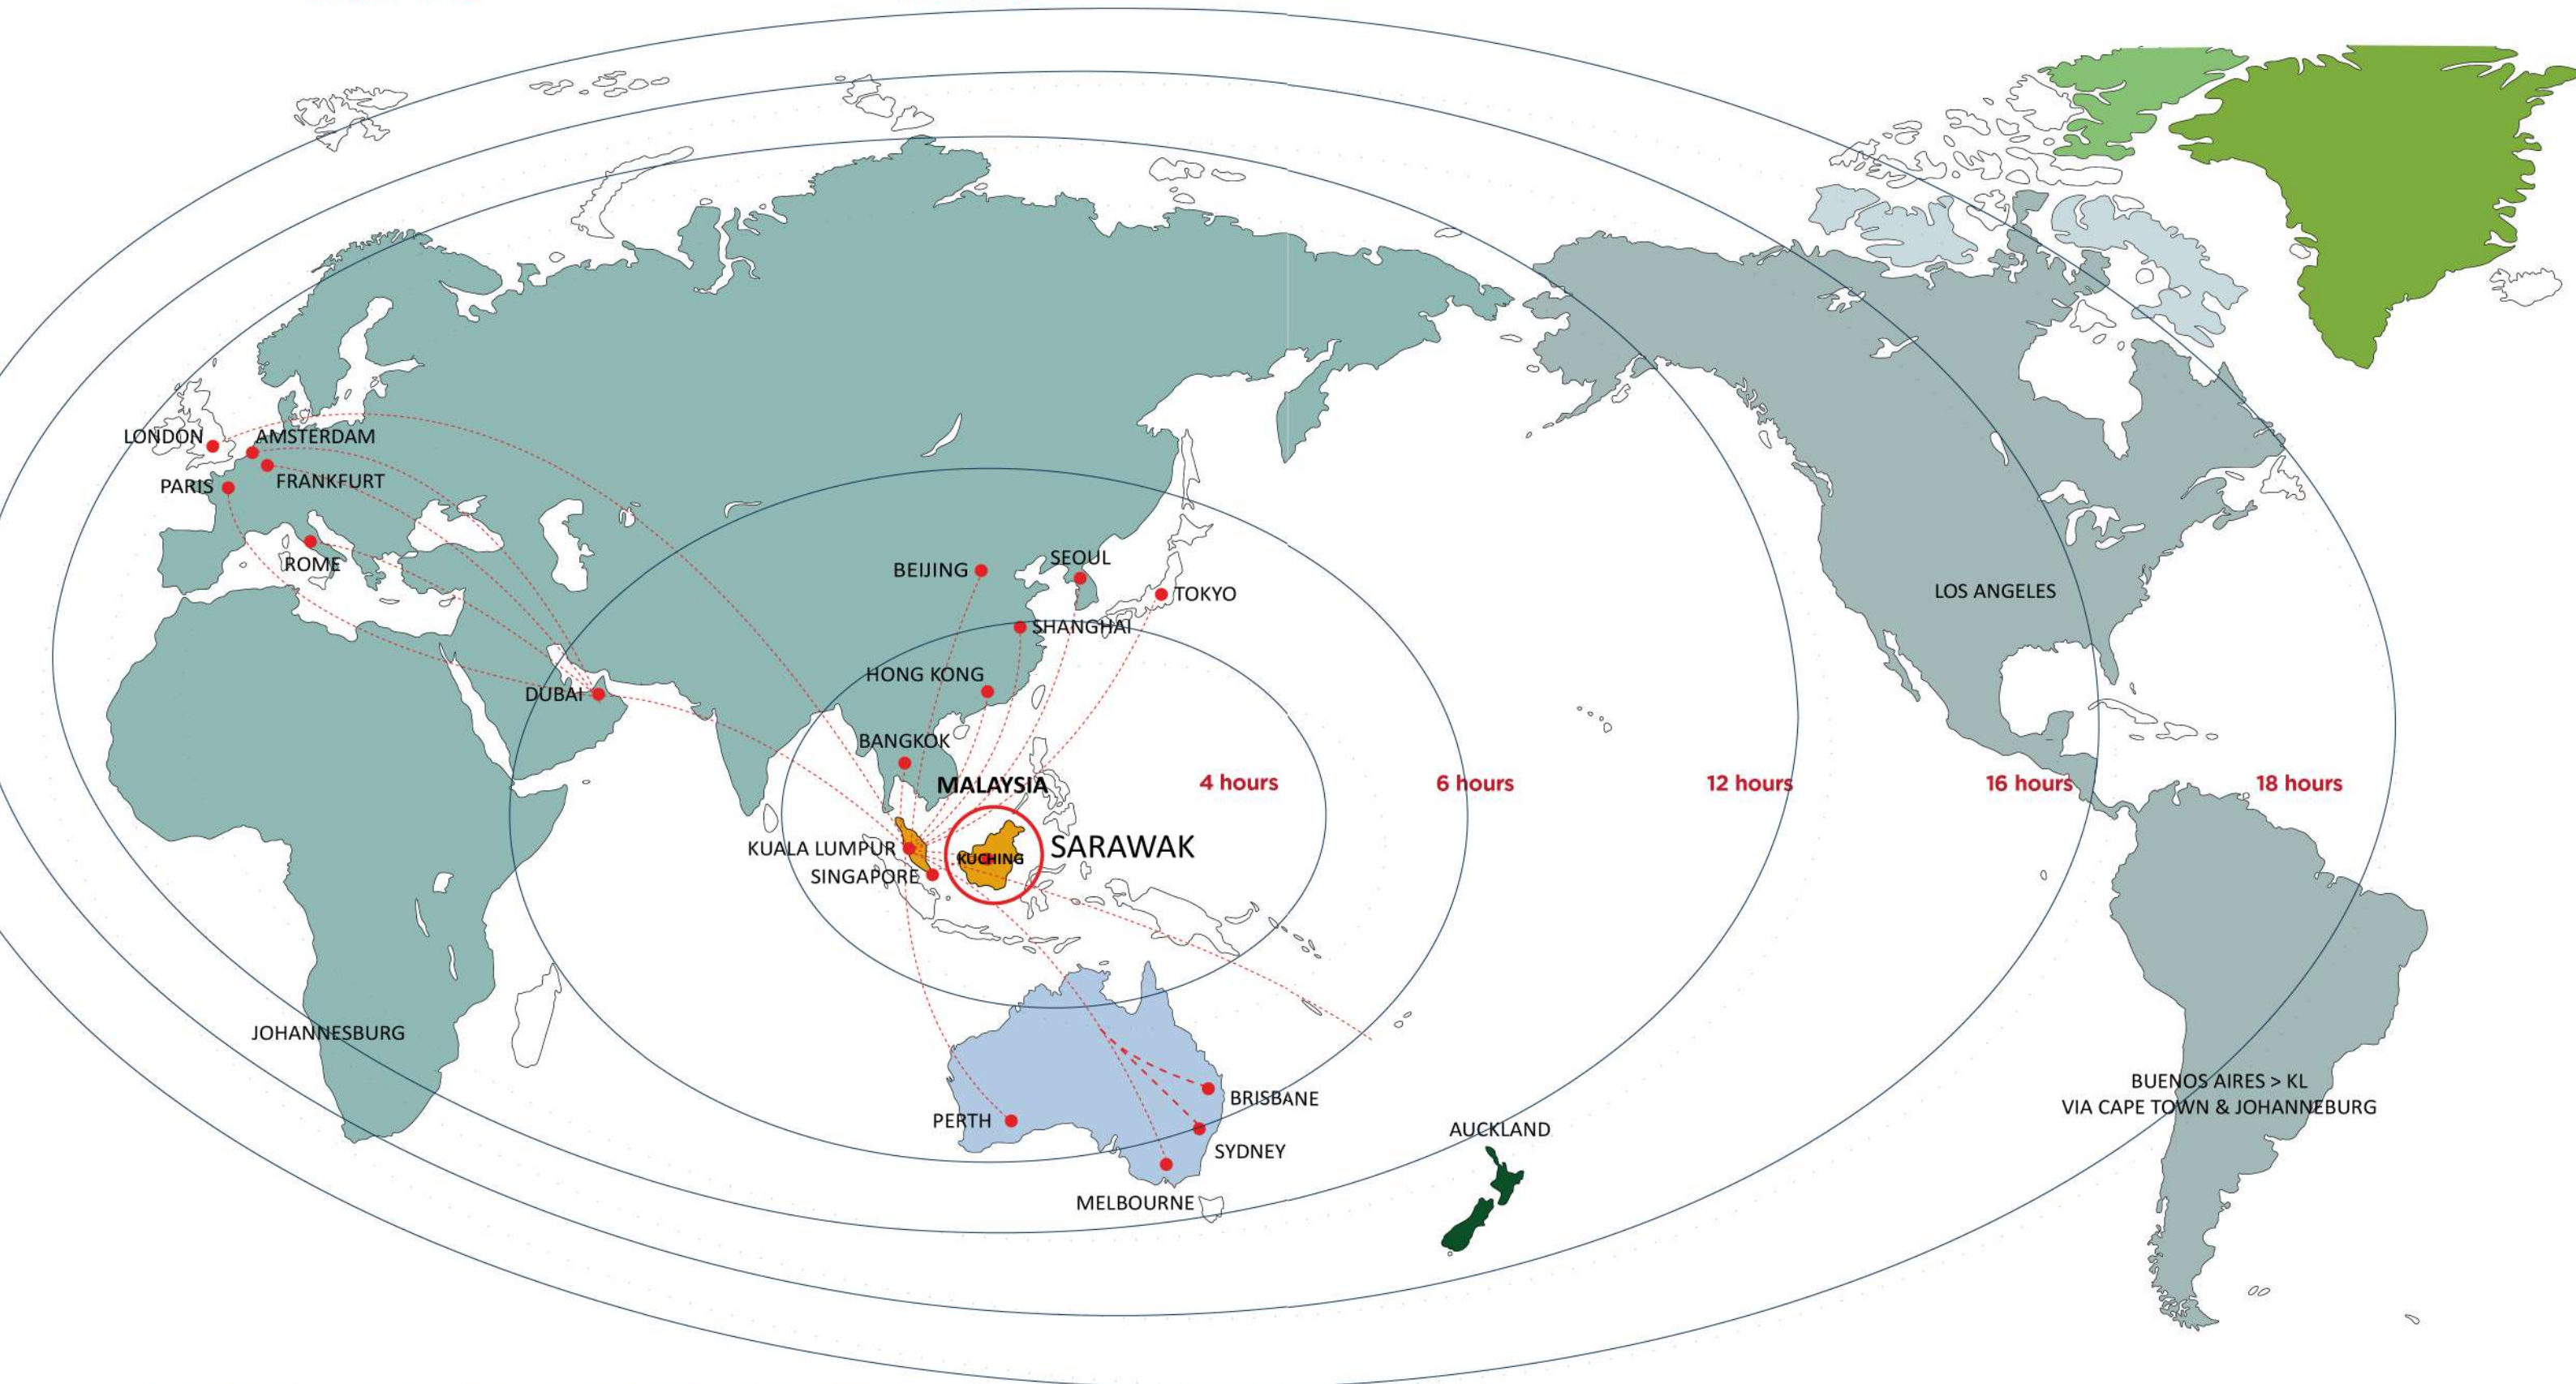 LONDON
AMSTERDAM
FRANKFURT
PARIS
ROME
BEIJING
SEOUL
TOKYO
SHANGHAI
LOS ANGELES
HONG KONG
DUBAI
BANGKOK
MALAYSIA
4 hours
6 hours
12 hours
16 hours
18 hours
KUALA LUMPUR
KUCHING
SARAWAK
SINGAPORE
JOHANNESBURG
BUENOS AIRES > KL
VIA CAPE TOWN & JOHANNEBURG
BRISBANE
PERTH
AUCKLAND
SYDNEY
MELBOURNE